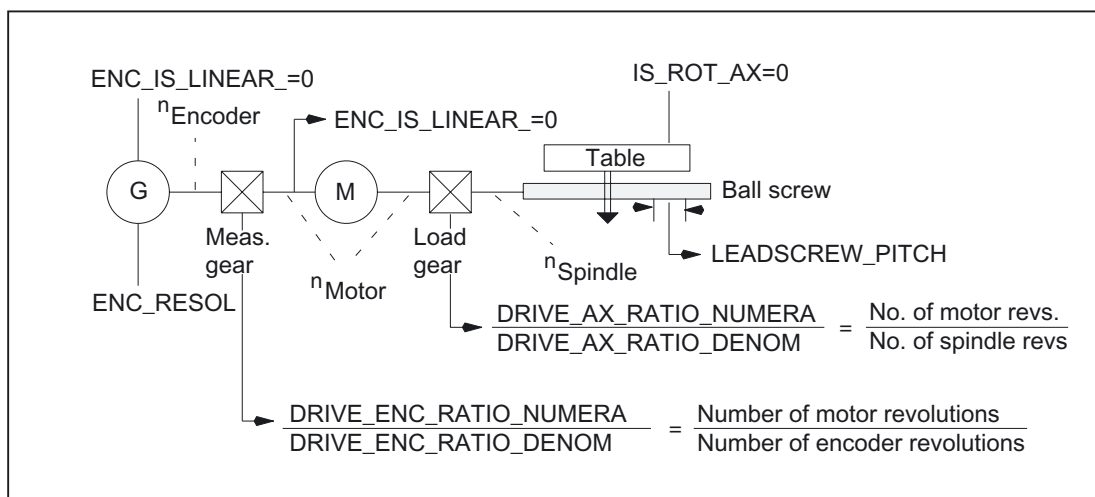 ENC_IS_LINEAR_=0
IS_ROT_AX=0
nEncoder
ENC_IS_LINEAR_=0
Table
G
M
Ball screw
Meas.
gear
Load
gear
nMotor
nSpindle
LEADSCREW_PITCH
ENC_RESOL
DRIVE_AX_RATIO_NUMERA = No. of motor revs.
DRIVE_AX_RATIO_DENOM No. of spindle revs
DRIVE_ENC_RATIO_NUMERA = Number of motor revolutions
DRIVE_ENC_RATIO_DENOM Number of encoder revolutions